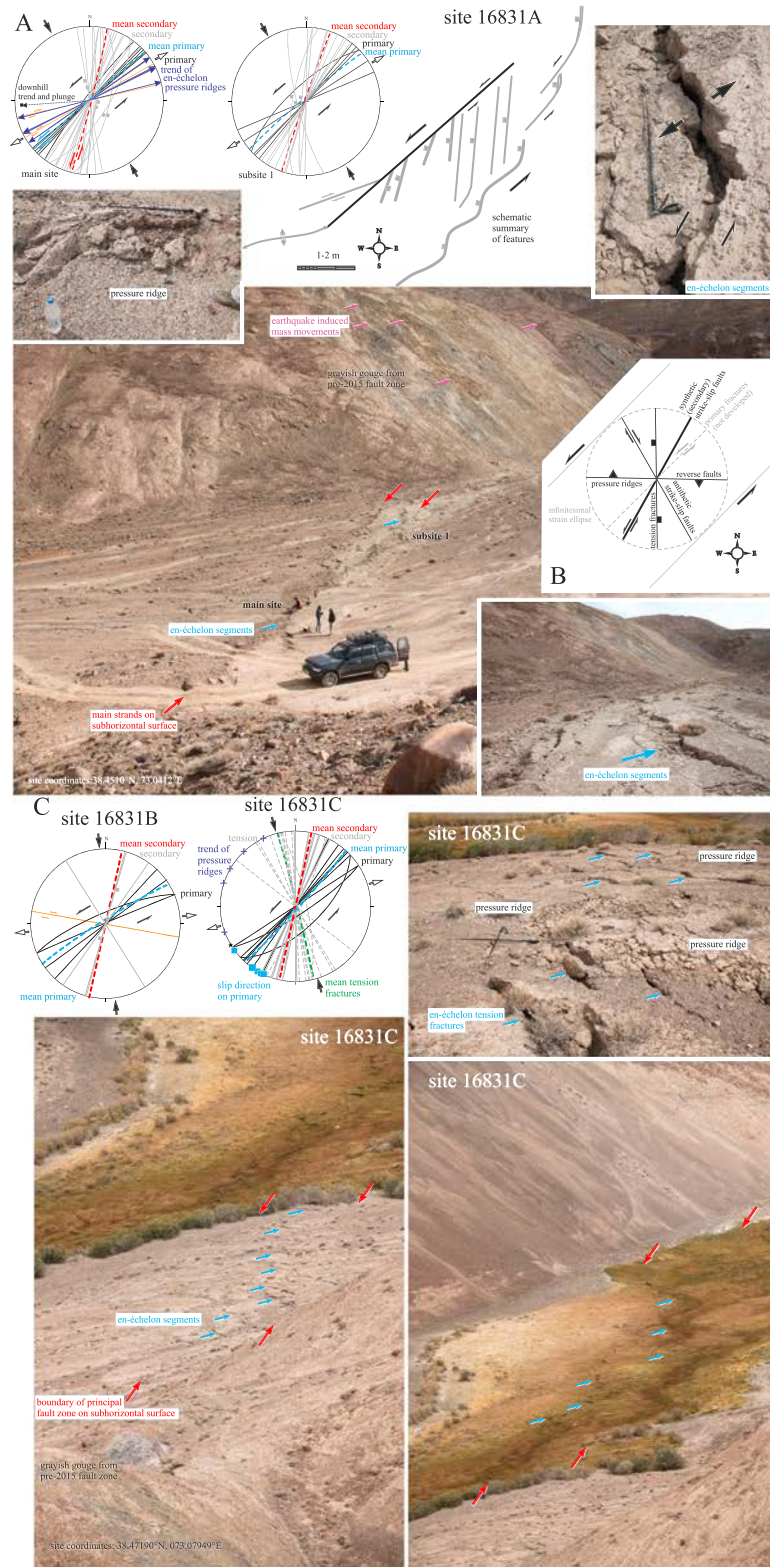 A
site 16831A
N
mean secondary
secondary
mean primary
primary
trend of
en-échelon
pressure ridges
downhill
trend and plunge
main site
mean secondary
secondary
primary
mean primary
subsite 1
N
W
E
S
1-2 m
schematic
summary
of features
en-échelon segments
pressure ridge
earthquake induced
mass movements
grayish gouge from
pre-2015 fault zone
subsite 1
main site
en-échelon segments
main strands on
subhorizontal surface
site coordinates:38.4510°N, 73.0412°E
B
synthetic
(secondary)
strike-slip faults
primary fractures
(not developed)
pressure ridges
reverse faults
antithetic
strike-slip faults
tension fractures
infinitesimal
strain ellipse
N
W
E
S
en-échelon segments
C
site 16831B
N
mean secondary
secondary
primary
mean primary
site 16831C
N
tension
mean secondary
secondary
mean primary
primary
trend of
pressure
ridges
slip direction
on primary
mean tension
fractures
site 16831C
pressure ridge
pressure ridge
pressure ridge
en-échelon tension
fractures
site 16831C
en-échelon segments
boundary of principal
fault zone on subhorizontal surface
grayish gouge from
pre-2015 fault zone
site coordinates: 38.47190°N, 073.07949°E
site 16831C